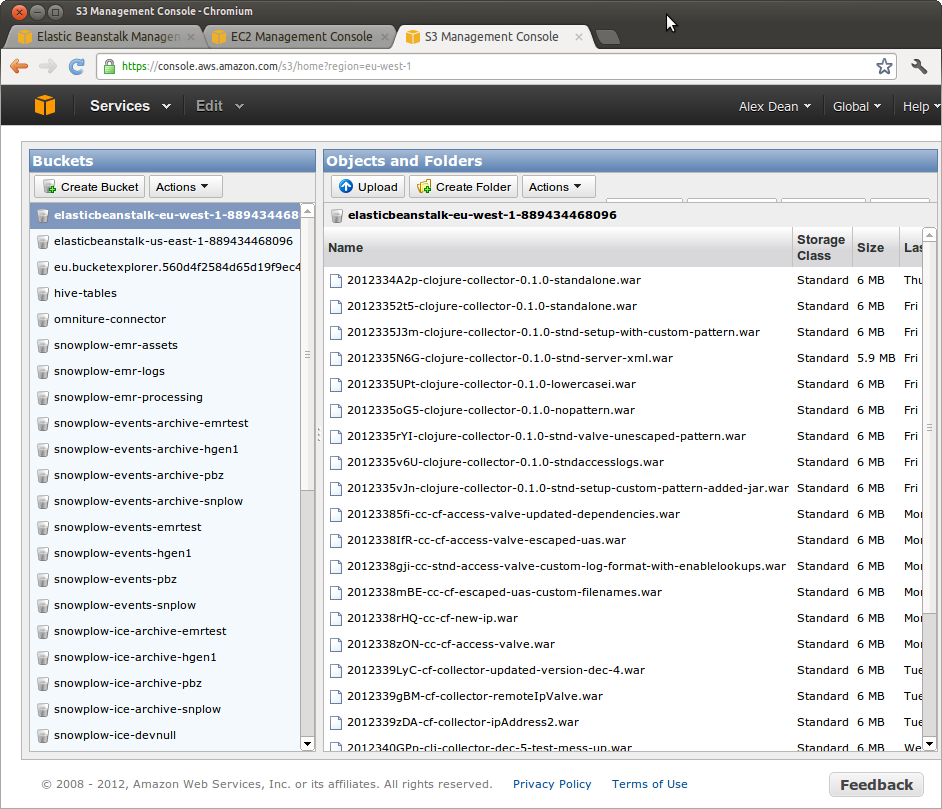 S3 Management Console - Chromium
Elastic Beanstalk Managem
EC2 Management Console
S3 Management Console
https://console.aws.amazon.com/s3/home?region=eu-west-1
Services Edit Alex Dean Global Help
Buckets
Create Bucket Actions
elasticbeanstalk-eu-west-1-889434468
elasticbeanstalk-us-east-1-889434468096
eu.bucketexplorer.560d4f2584d65d19f9ec4
hive-tables
omniture-connector
snowplow-emr-assets
snowplow-emr-logs
snowplow-emr-processing
snowplow-events-archive-emrtest
snowplow-events-archive-hgen1
snowplow-events-archive-pbz
snowplow-events-archive-snplow
snowplow-events-emrtest
snowplow-events-hgen1
snowplow-events-pbz
snowplow-events-snplow
snowplow-ice-archive-emrtest
snowplow-ice-archive-hgen1
snowplow-ice-archive-pbz
snowplow-ice-archive-snplow
snowplow-ice-devnull
Objects and Folders
Upload Create Folder Actions
elasticbeanstalk-eu-west-1-889434468096
Name Storage Class Size Las
2012334A2p-clojure-collector-0.1.0-standalone.war Standard 6 MB Thu
20123352t5-clojure-collector-0.1.0-standalone.war Standard 6 MB Fri
2012335J3m-clojure-collector-0.1.0-stnd-setup-with-custom-pattern.war Standard 6 MB Fri
2012335N6G-clojure-collector-0.1.0-stnd-server-xml.war Standard 5.9 MB Fri
2012335UPt-clojure-collector-0.1.0-lowercasei.war Standard 6 MB Fri
2012335oG5-clojure-collector-0.1.0-nopattern.war Standard 6 MB Fri
2012335rYI-clojure-collector-0.1.0-stnd-valve-unescaped-pattern.war Standard 6 MB Fri
2012335v6U-clojure-collector-0.1.0-stndaccesslogs.war Standard 6 MB Fri
2012335vJn-clojure-collector-0.1.0-stnd-setup-custom-pattern-added-jar.war Standard 6 MB Fri
20123385fi-cc-cf-access-valve-updated-dependencies.war Standard 6 MB Mon
2012338IfR-cc-cf-access-valve-escaped-uas.war Standard 6 MB Mon
2012338gji-cc-stnd-access-valve-custom-log-format-with-enablelookups.war Standard 6 MB Mon
2012338mBE-cc-cf-escaped-uas-custom-filenames.war Standard 6 MB Mon
2012338rHQ-cc-cf-new-ip.war Standard 6 MB Mon
2012338zON-cc-cf-access-valve.war Standard 6 MB Mon
2012339LyC-cf-collector-updated-version-dec-4.war Standard 6 MB Tue
2012339gBM-cf-collector-remoteIpValve.war Standard 6 MB Tue
2012339zDA-cf-collector-ipAddress2.war Standard 6 MB Tue
2012340GPp-clj-collector-dec-5-test-mess-up.war Standard 6 MB We
© 2008 - 2012, Amazon Web Services, Inc. or its affiliates. All rights reserved. Privacy Policy Terms of Use Feedback